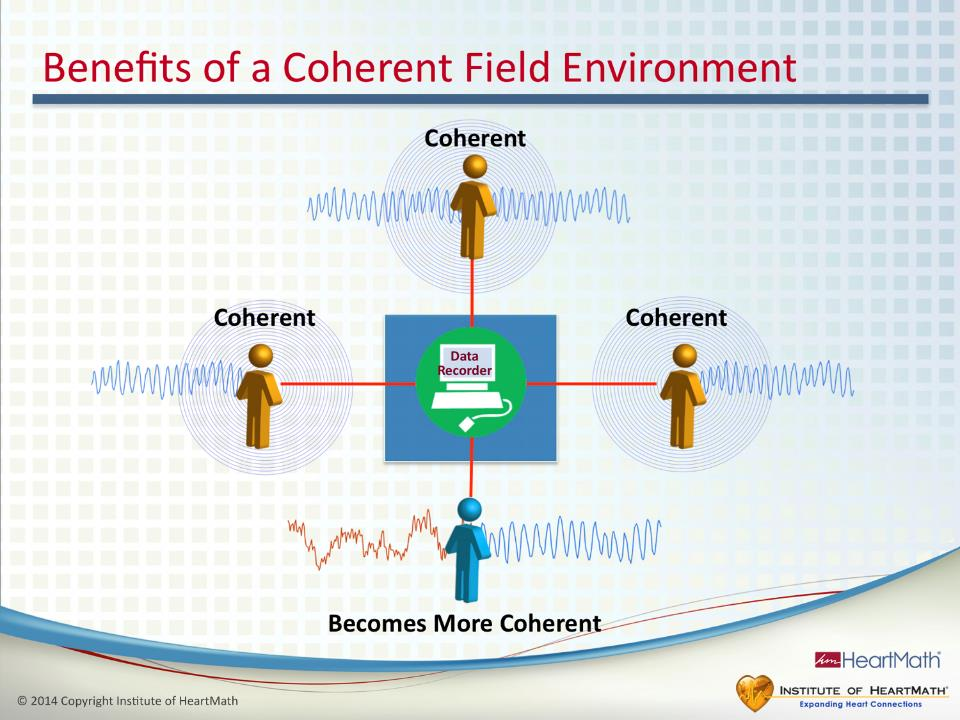 Benefits of a Coherent Field Environment
Coherent
Coherent
Coherent
Data
Recorder
Becomes More Coherent
hm HeartMath®
© 2014 Copyright Institute of HeartMath
INSTITUTE OF HEARTMATH®
Expanding Heart Connections